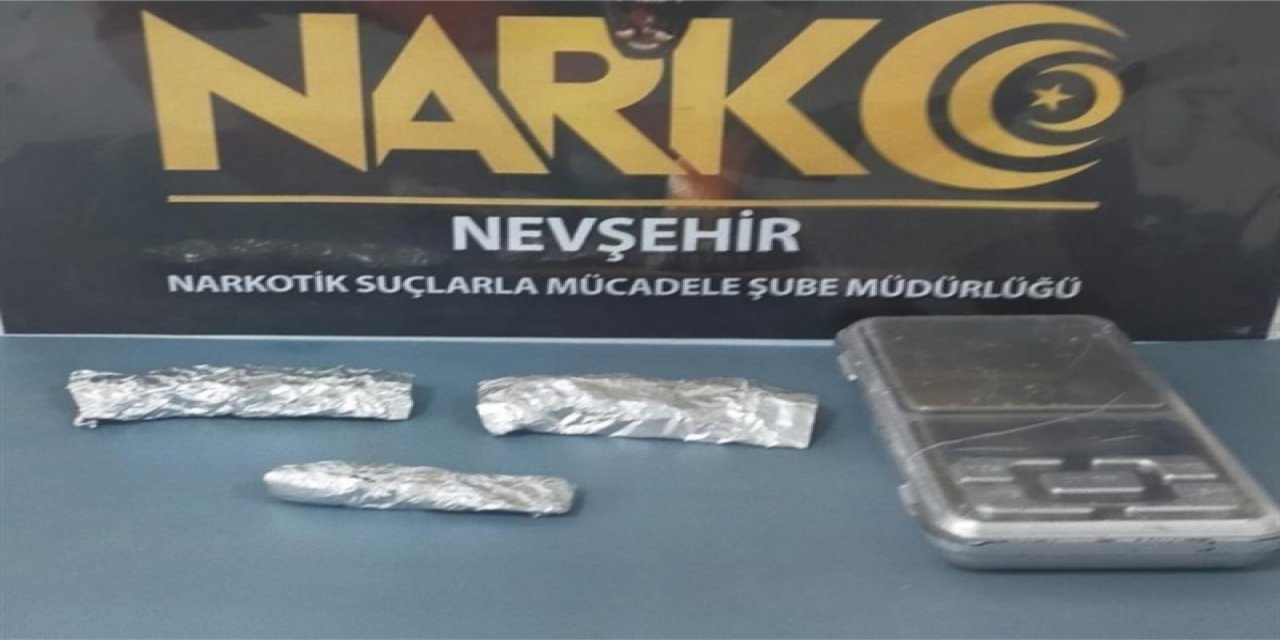 NARKO
NEVŞEHİR
NARKOTİK SUÇLARLA MÜCADELE ŞUBE MÜDÜRLÜĞÜ